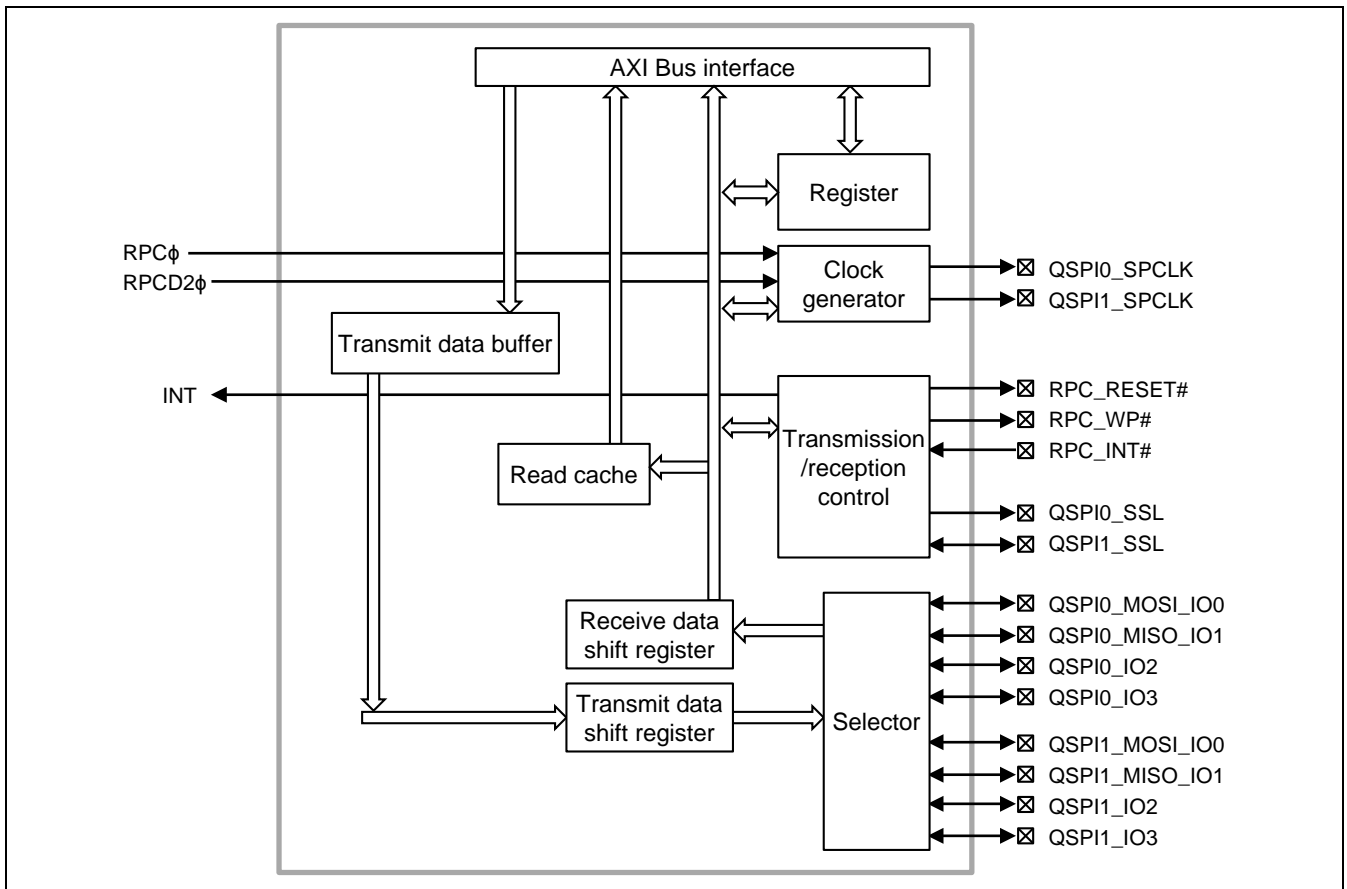 AXI Bus interface
Register
RPCϕ
RPCD2ϕ
Clock
generator
QSPI0_SPCLK
QSPI1_SPCLK
Transmit data buffer
INT
Transmission
/reception
control
RPC_RESET#
RPC_WP#
RPC_INT#
QSPI0_SSL
QSPI1_SSL
Read cache
Receive data
shift register
Transmit data
shift register
Selector
QSPI0_MOSI_IO0
QSPI0_MISO_IO1
QSPI0_IO2
QSPI0_IO3
QSPI1_MOSI_IO0
QSPI1_MISO_IO1
QSPI1_IO2
QSPI1_IO3